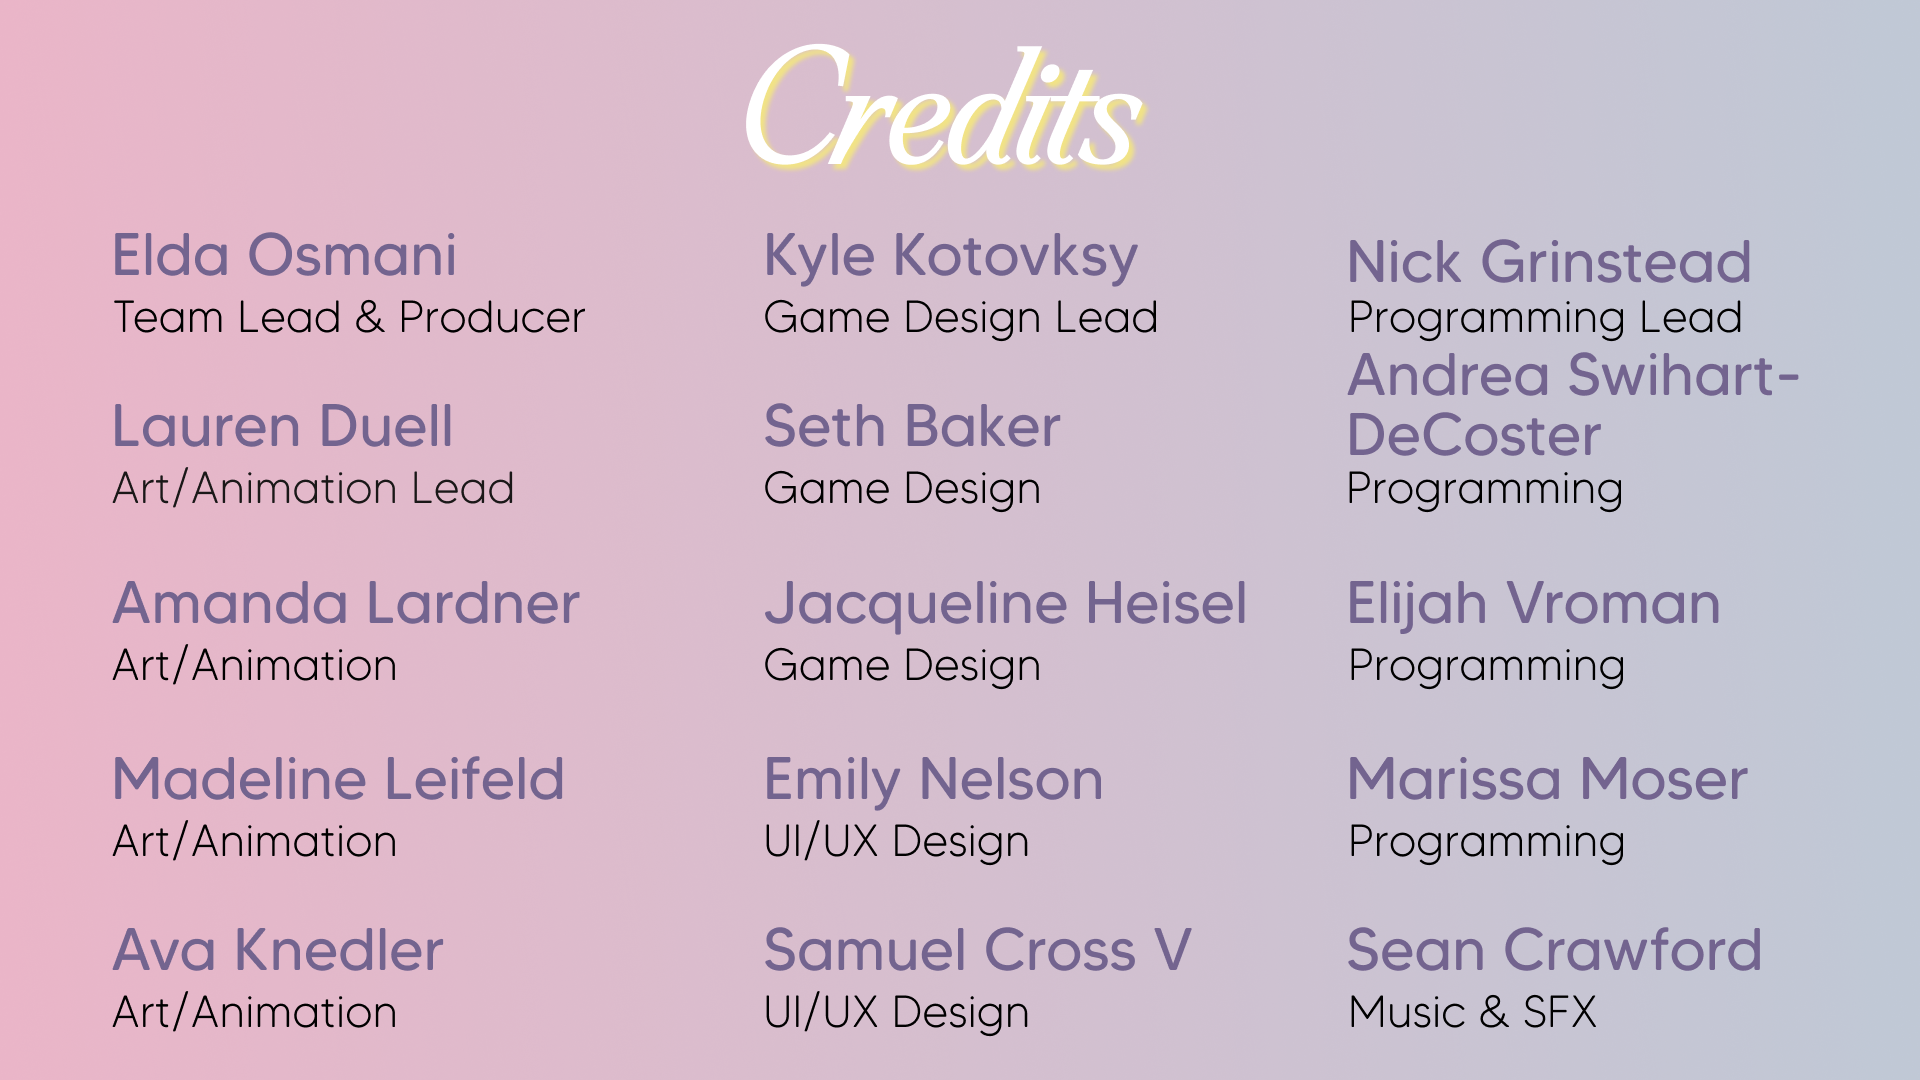 Credits
Elda Osmani
Team Lead & Producer
Lauren Duell
Art/Animation Lead
Amanda Lardner
Art/Animation
Madeline Leifeld
Art/Animation
Ava Knedler
Art/Animation
Kyle Kotovksy
Game Design Lead
Seth Baker
Game Design
Jacqueline Heisel
Game Design
Emily Nelson
UI/UX Design
Samuel Cross V
UI/UX Design
Nick Grinstead
Programming Lead
Andrea Swihart-
DeCoster
Programming
Elijah Vroman
Programming
Marissa Moser
Programming
Sean Crawford
Music & SFX